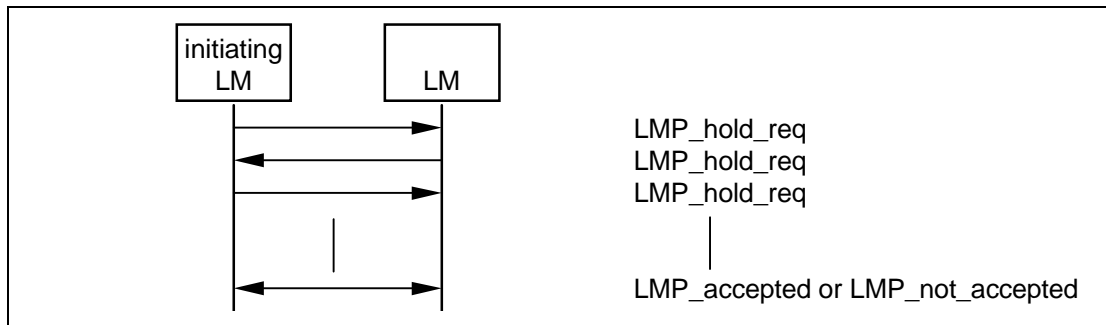 initiating
LM
LM
LMP_hold_req
LMP_hold_req
LMP_hold_req
LMP_accepted or LMP_not_accepted